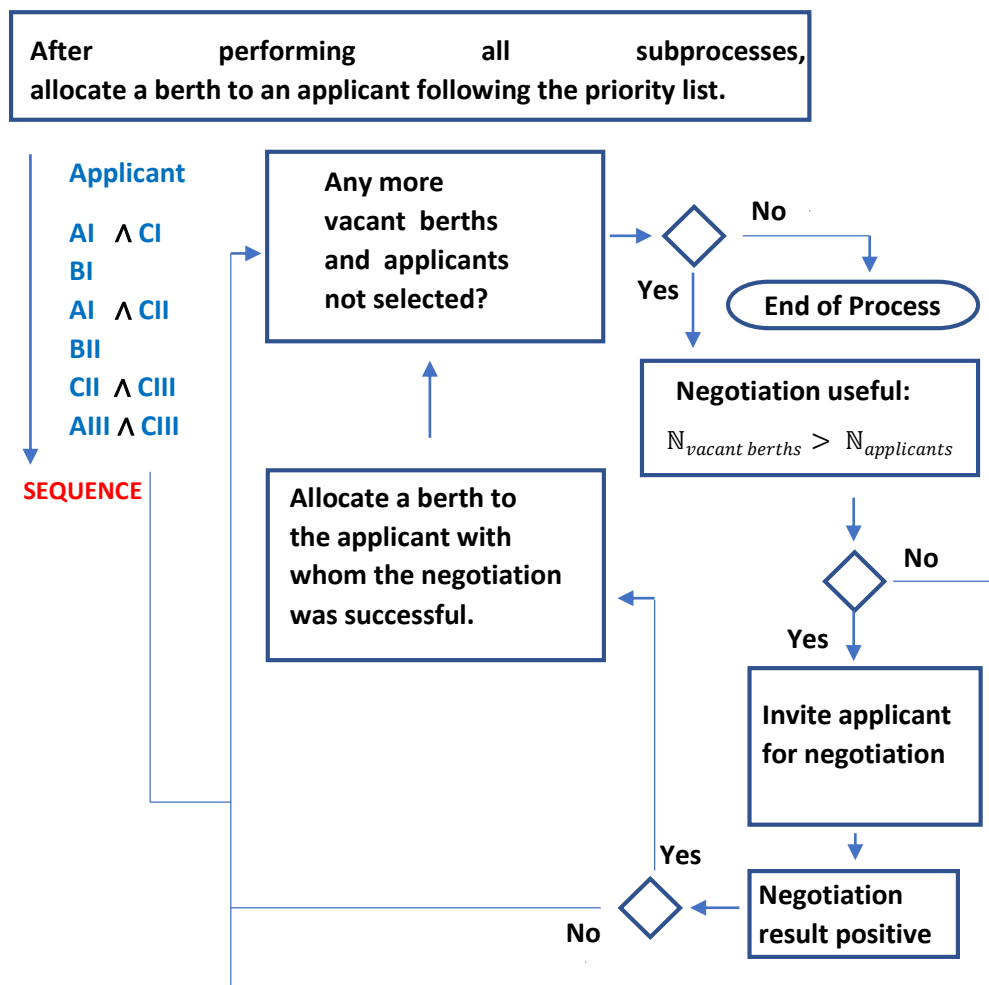 After performing all subprocesses,
allocate a berth to an applicant following the priority list.
Applicant
AI ∧ CI
BI
AI ∧ CII
BII
CII ∧ CIII
AIII ∧ CIII
SEQUENCE
Any more
vacant berths
and applicants
not selected?
No
Yes
End of Process
Negotiation useful:
ℕvacant berths > ℕapplicants
Allocate a berth to
the applicant with
whom the negotiation
was successful.
No
Yes
Invite applicant
for negotiation
Yes
Negotiation
result positive
No